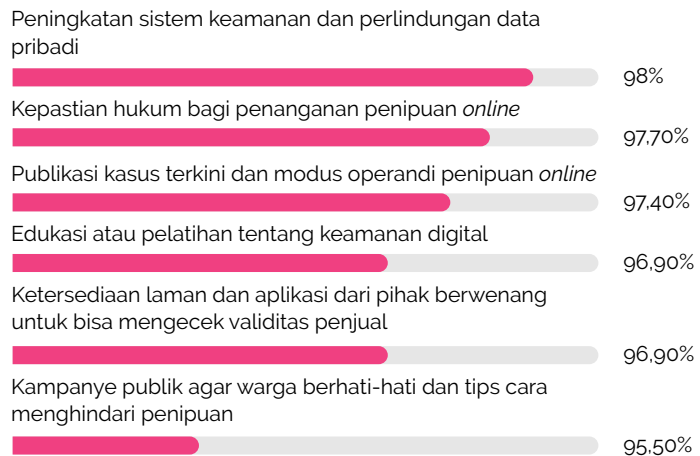 Peningkatan sistem keamanan dan perlindungan data
pribadi
98%
Kepastian hukum bagi penanganan penipuan online
97,70%
Publikasi kasus terkini dan modus operandi penipuan online
97,40%
Edukasi atau pelatihan tentang keamanan digital
96,90%
Ketersediaan laman dan aplikasi dari pihak berwenang
untuk bisa mengecek validitas penjual
96,90%
Kampanye publik agar warga berhati-hati dan tips cara
menghindari penipuan
95,50%